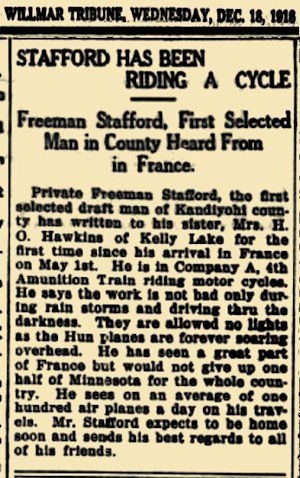 WILLMAR TRIBUNE, WEDNESDAY, DEC. 18, 1918
STAFFORD HAS BEEN
RIDING A CYCLE
Freeman Stafford, First Selected
Man in County Heard From
in France.
Private Freeman Stafford, the first
selected draft man of Kandiyohi coun-
ty has written to his sister, Mrs. H.
O. Hawkins of Kelly Lake for the
first time since his arrival in France
on May 1st. He is in Company A, 4th
Amunition Train riding motor cycles.
He says the work is not bad only dur-
ing rain storms and driving thru the
darkness. They are allowed no lights
as the Hun planes are forever soaring
overhead. He has seen a great part
of France but would not give up one
half of Minnesota for the whole coun-
try. He sees on an average of one
hundred air planes a day on his trav-
els. Mr. Stafford expects to be home
soon and sends his best regards to all
of his friends.